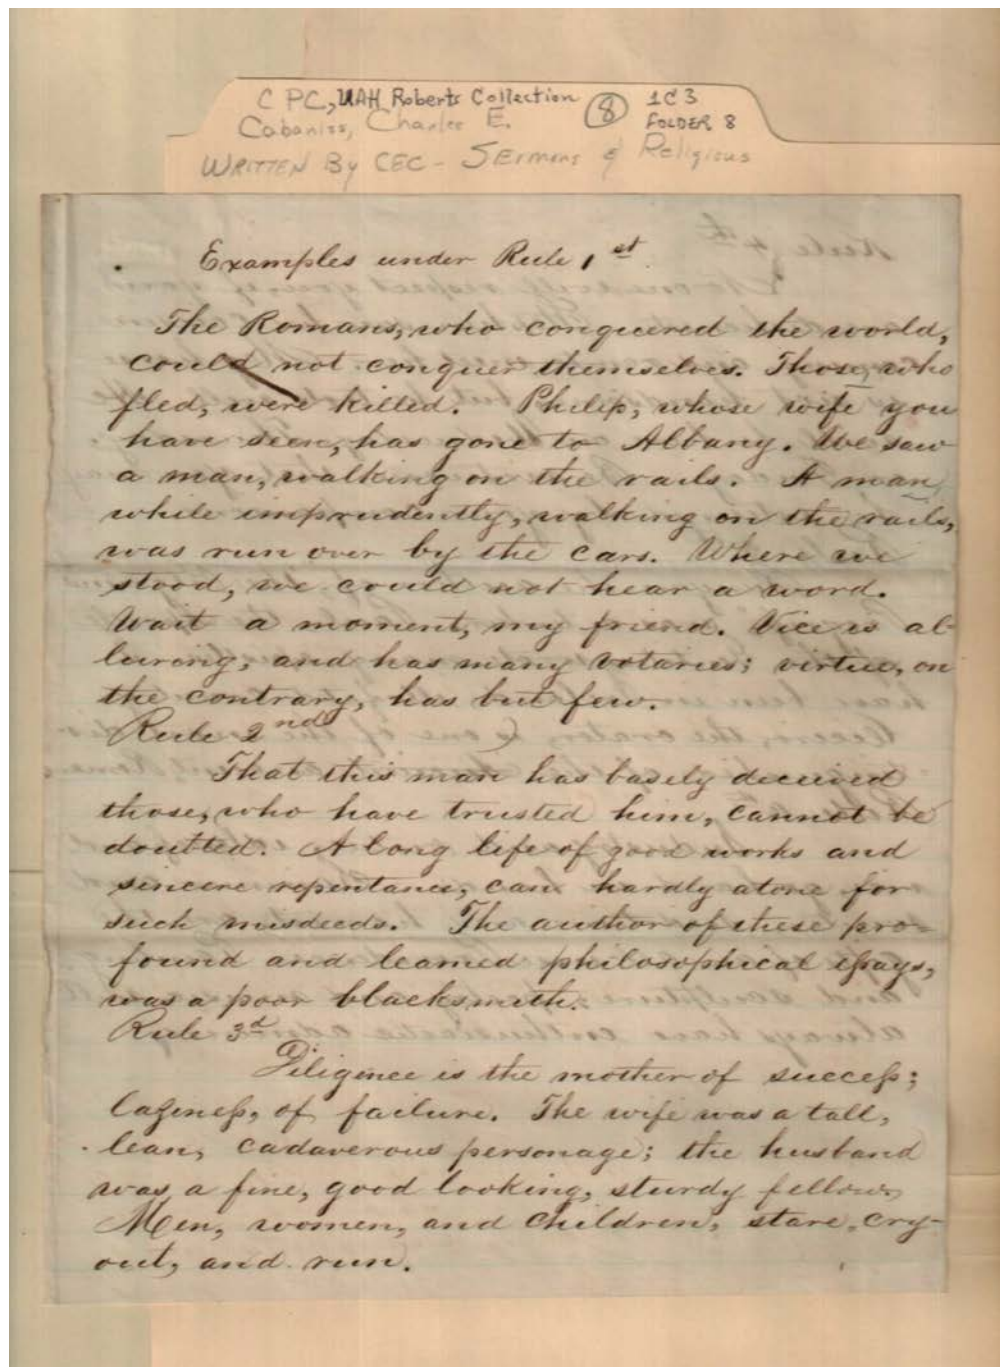 C PC, UAH Roberts Collection (8) 1C3
Cabaniss, Charles E. FOLDER 8
WRITTEN By CEC - SErmons & Religious
Examples under Rule 1st.
The Romans, who conquered the world,
could not conquer themselves. Those, who
fled, were killed. Philip, whose wife you
have seen, has gone to Albany. We saw
a man, walking on the rails. A man,
while imprudently, walking on the rails,
was run over by the cars. Where we
stood, we could not hear a word.
Wait a moment, my friend. Vice is al-
luring, and has many votaries; virtue, on
the contrary, has but few.
Rule 2nd
That this man has basely deceived
those, who have trusted him, cannot be
doubted. A long life of good works and
sincere repentance, can hardly atone for
such misdeeds. The author of these pro-
found and learned philosophical essays,
was a poor blacksmith.
Rule 3d
Diligence is the mother of success;
laziness, of failure. The wife was a tall,
lean, cadaverous personage; the husband
was a fine, good looking, sturdy fellow.
Men, women, and children, stare, cry
out, and run.